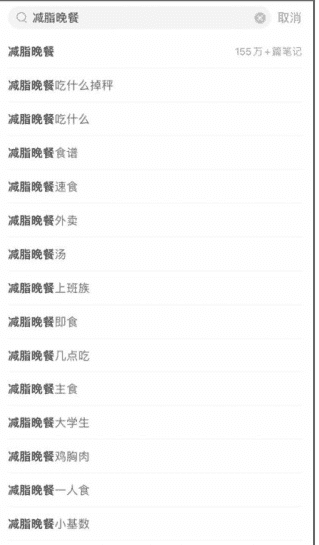 减脂晚餐 取消
减脂晚餐 155万+篇笔记
减脂晚餐吃什么掉秤
减脂晚餐吃什么
减脂晚餐食谱
减脂晚餐速食
减脂晚餐外卖
减脂晚餐汤
减脂晚餐上班族
减脂晚餐即食
减脂晚餐几点吃
减脂晚餐主食
减脂晚餐大学生
减脂晚餐鸡胸肉
减脂晚餐一人食
减脂晚餐小基数